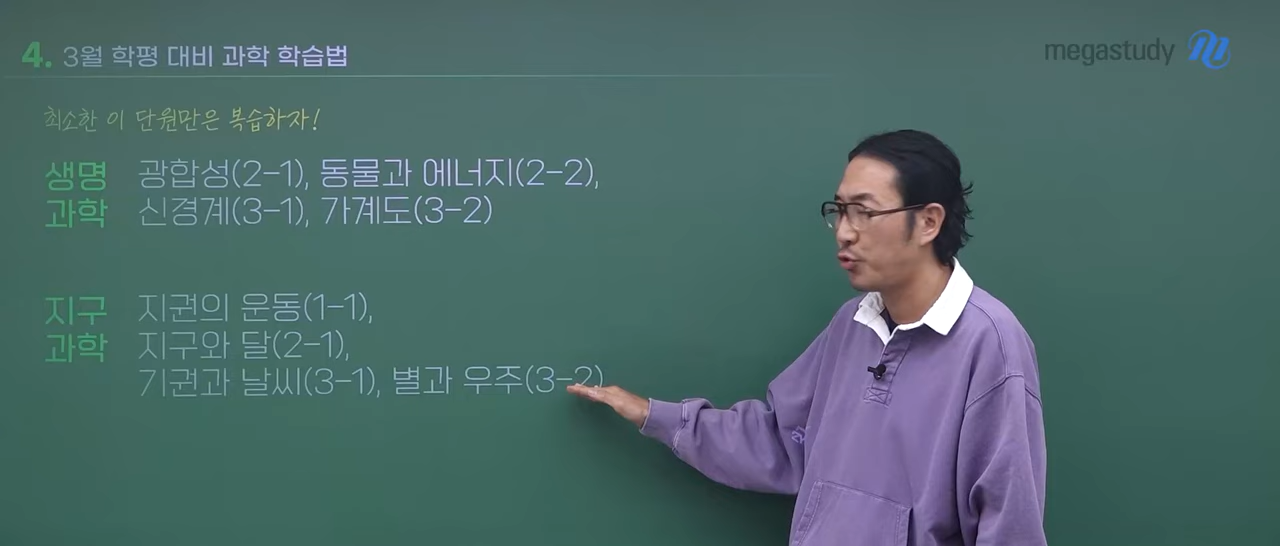 4. 3월 학평 대비 과학 학습법
megastudy
최소한 이 단원만은 복습하자!
생명 광합성(2-1), 동물과 에너지(2-2),
과학 신경계(3-1), 가계도(3-2)
지구 지권의 운동(1-1),
과학 지구와 달(2-1),
기권과 날씨(3-1), 별과 우주(3-2)